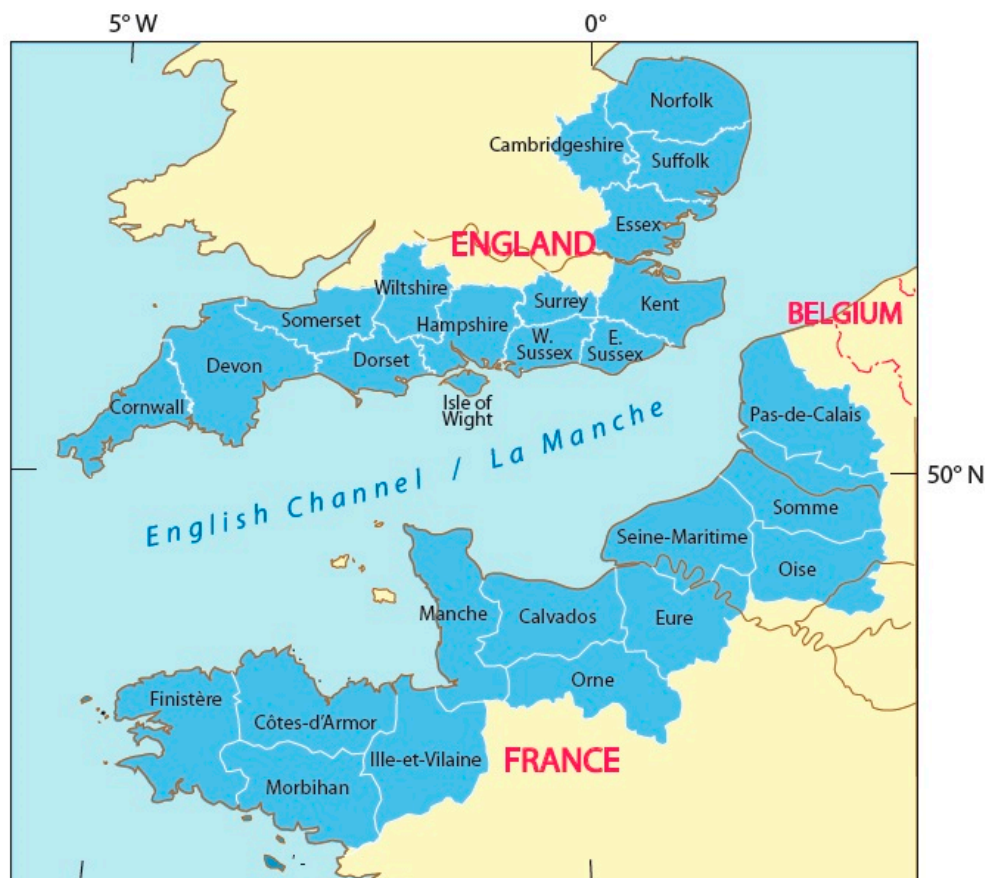 5° W
0°
Norfolk
Cambridgeshire
Suffolk
Essex
ENGLAND
Wiltshire
Surrey
Kent
Somerset
Hampshire
BELGIUM
W.
Sussex
E.
Sussex
Devon
Dorset
Cornwall
Isle of
Wight
Pas-de-Calais
English Channel / La Manche
50° N
Somme
Seine-Maritime
Oise
Manche
Calvados
Eure
Orne
Finistère
Côtes-d'Armor
Ille-et-Vilaine
FRANCE
Morbihan